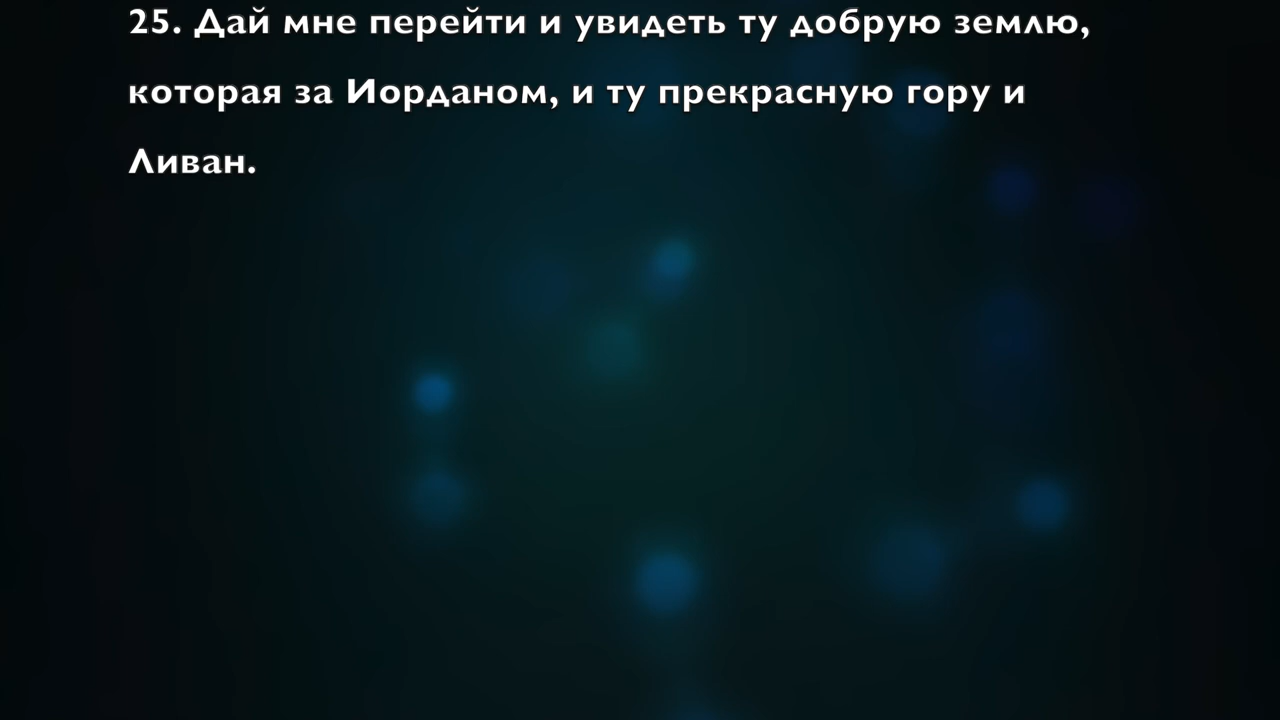 25. Дай мне перейти и увидеть ту добрую землю,
которая за Иорданом, и ту прекрасную гору и
Ливан.